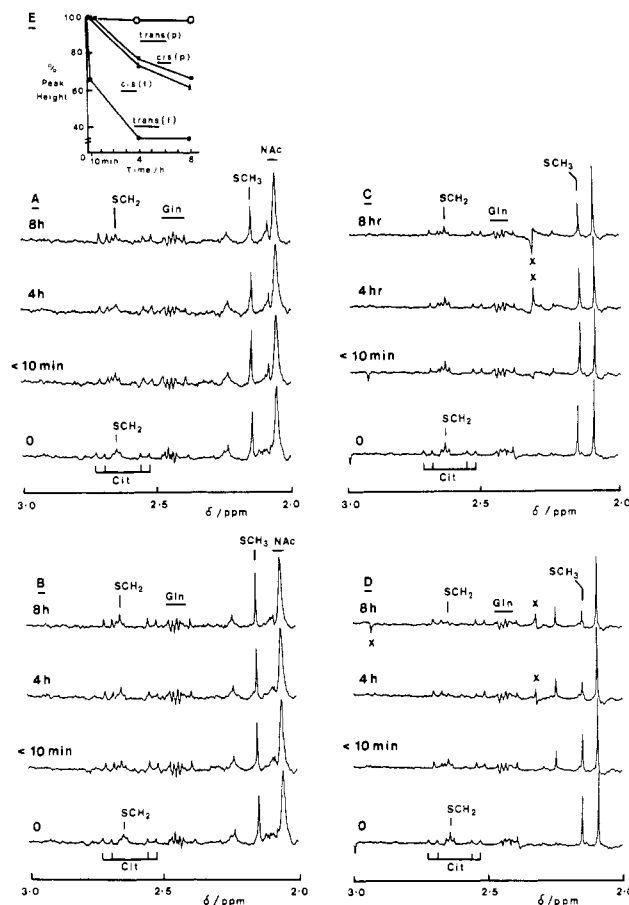 E
100
80
60
40
%
Peak
Height
trans(p)
cis(p)
cis(f)
trans(f)
0 10min 4 8
Time/h
A
8h
SCH2
Gln
SCH3
NAc
4h
< 10 min
0
SCH2
Cit
3·0 2·5 2·0
δ/ppm
C
8hr
SCH2
Gln
SCH3
x
4hr
x
< 10 min
0
SCH2
Cit
3·0 2·5 2·0
δ/ppm
B
8h
SCH2
Gln
SCH3
NAc
4h
< 10 min
0
SCH2
Cit
3·0 2·5 2·0
δ/ppm
D
8h
SCH2
Gln
x
SCH3
x
4h
x
< 10 min
0
SCH2
Cit
3·0 2·5 2·0
δ/ppm